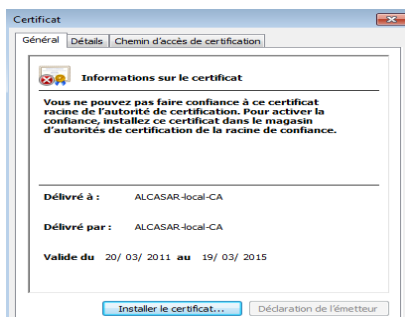 Certificat
Général Détails Chemin d'accès de certification
Informations sur le certificat
Vous ne pouvez pas faire confiance à ce certificat
racine de l'autorité de certification. Pour activer la
confiance, installez ce certificat dans le magasin
d'autorités de certification de la racine de confiance.
Délivré à : ALCASAR-local-CA
Délivré par : ALCASAR-local-CA
Valide du 20/ 03/ 2011 au 19/ 03/ 2015
Installer le certificat... Déclaration de l'émetteur